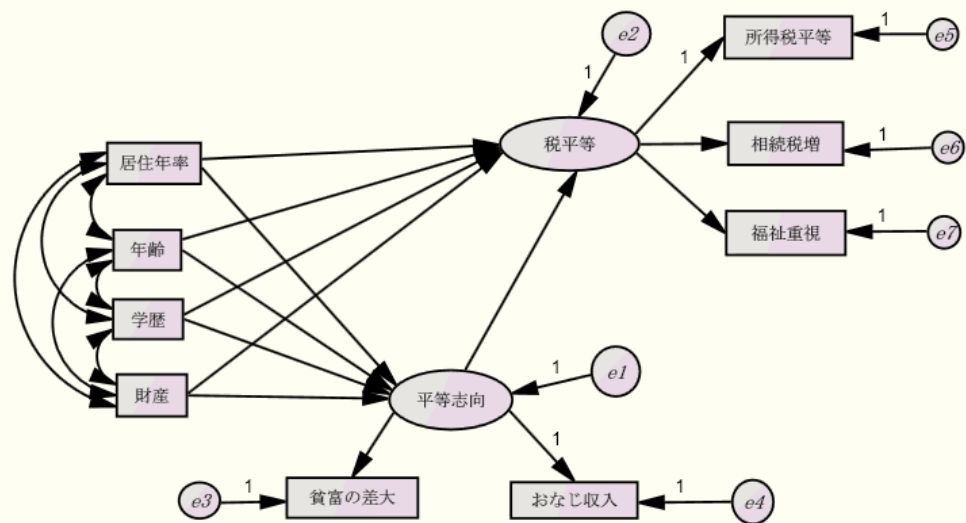 所得税平等
1
e5
e2
1
1
税平等
相続税増
1
e6
居住年率
年齢
学歴
財産
福祉重視
1
e7
平等志向
1
e1
1
e3
1
貧富の差大
おなじ収入
1
e4